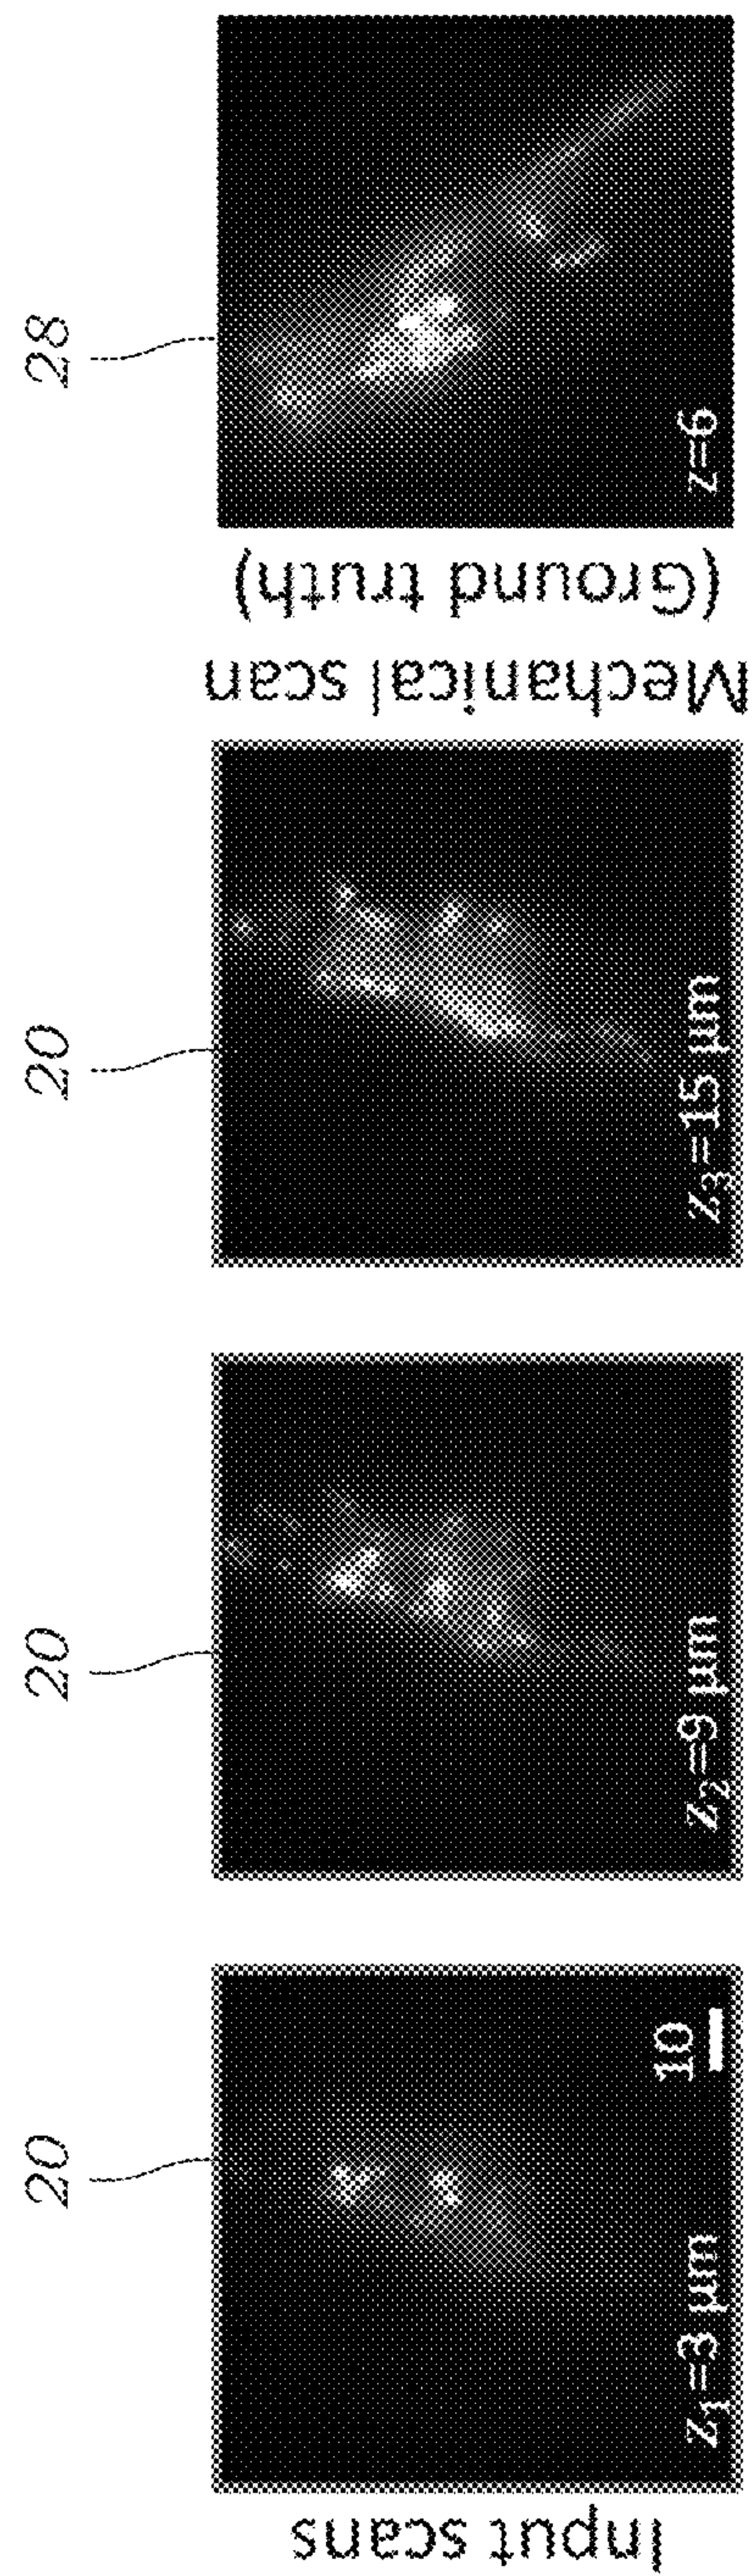 Input scans
20
z1=3 µm
10
20
z2=9 µm
20
z3=15 µm
Mechanical scan
(Ground truth)
28
z=6